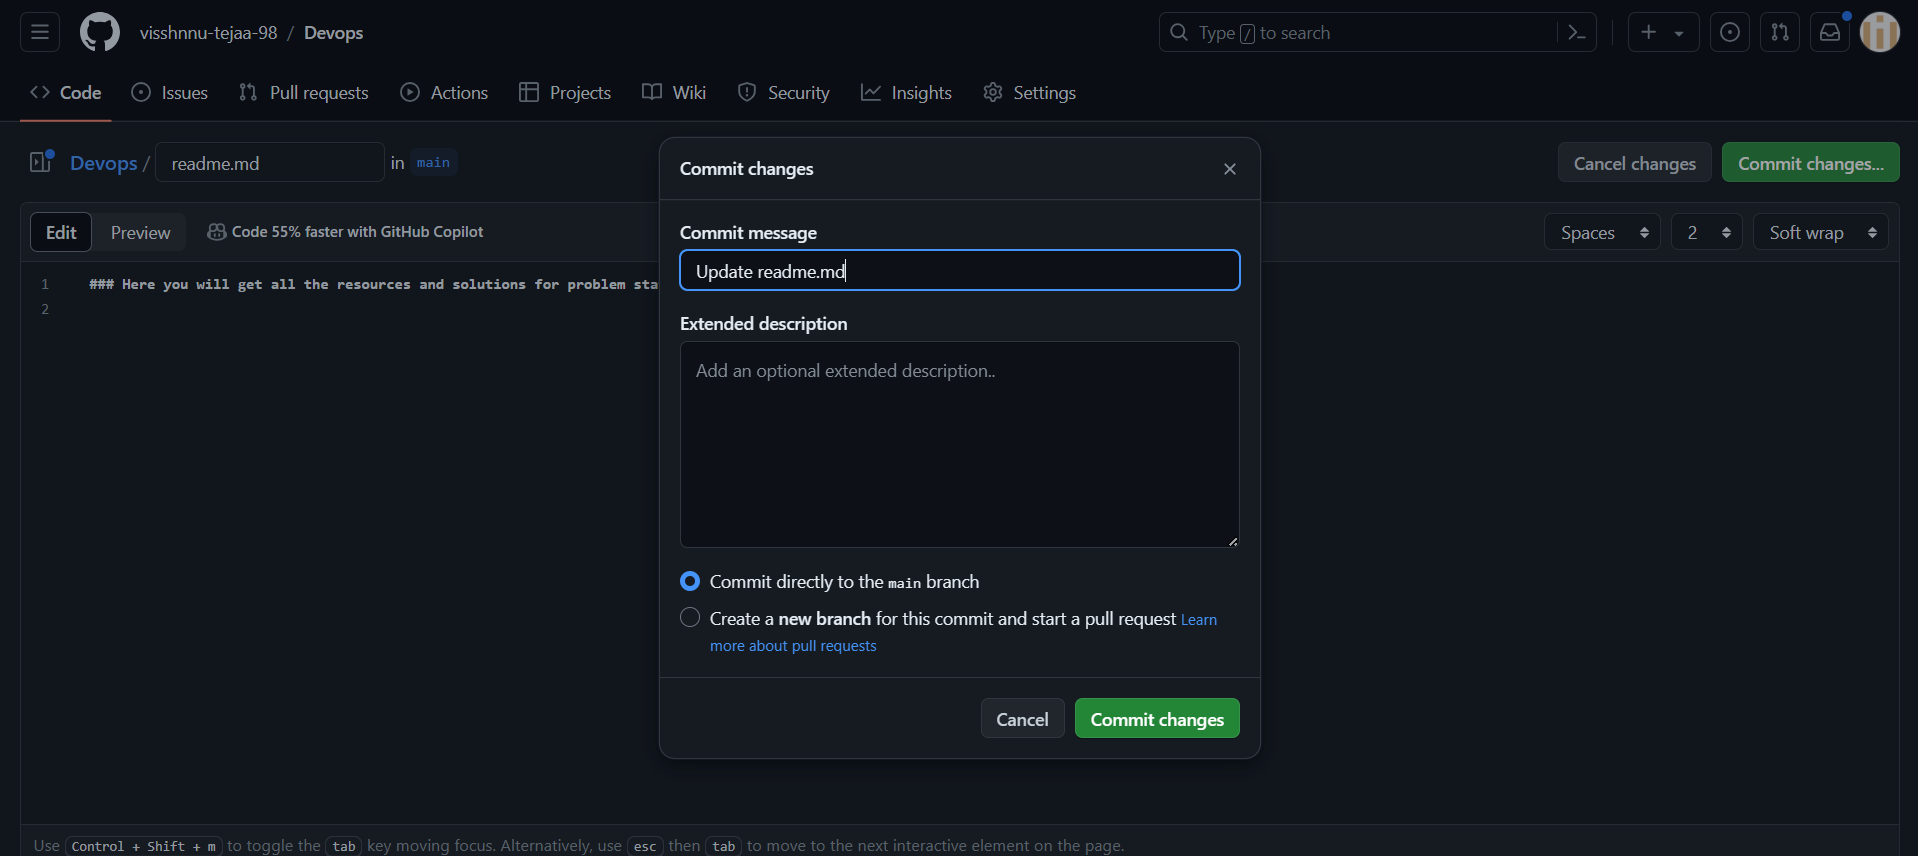 visshnnu-tejaa-98 / Devops
Type / to search
Code Issues Pull requests Actions Projects Wiki Security Insights Settings
Devops / readme.md in main
Cancel changes Commit changes...
Edit Preview Code 55% faster with GitHub Copilot
Spaces 2 Soft wrap
1 ### Here you will get all the resources and solutions for problem sta
2
Commit changes
Commit message
Update readme.md
Extended description
Add an optional extended description..
Commit directly to the main branch
Create a new branch for this commit and start a pull request Learn
more about pull requests
Cancel Commit changes
Use Control + Shift + m to toggle the tab key moving focus. Alternatively, use esc then tab to move to the next interactive element on the page.